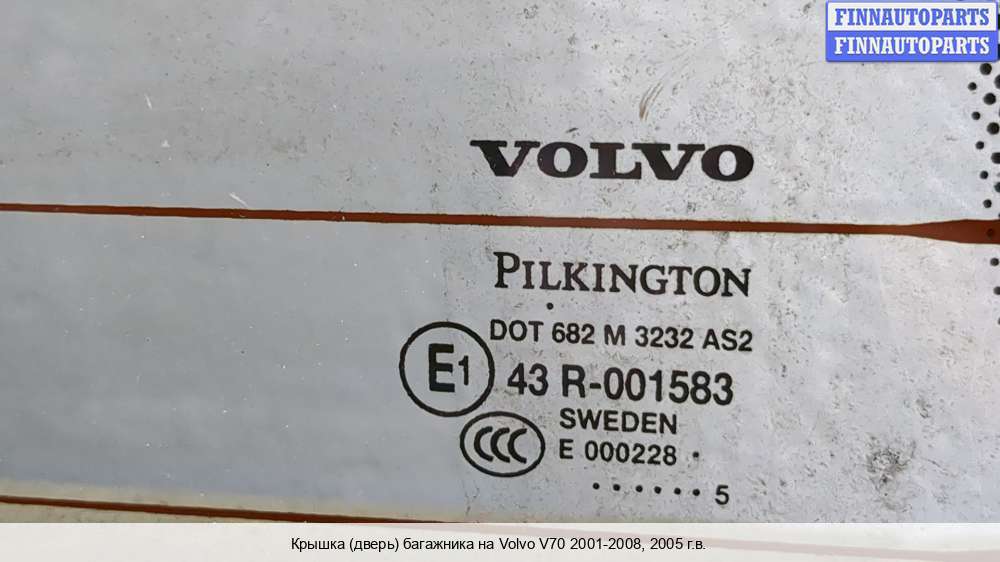 FINNAUTOPARTS
FINNAUTOPARTS
VOLVO
PILKINGTON
DOT 682 M 3232 AS2
E1 43 R-001583
SWEDEN
CCC E 000228 .
...... 5
Крышка (дверь) багажника на Volvo V70 2001-2008, 2005 г.в.